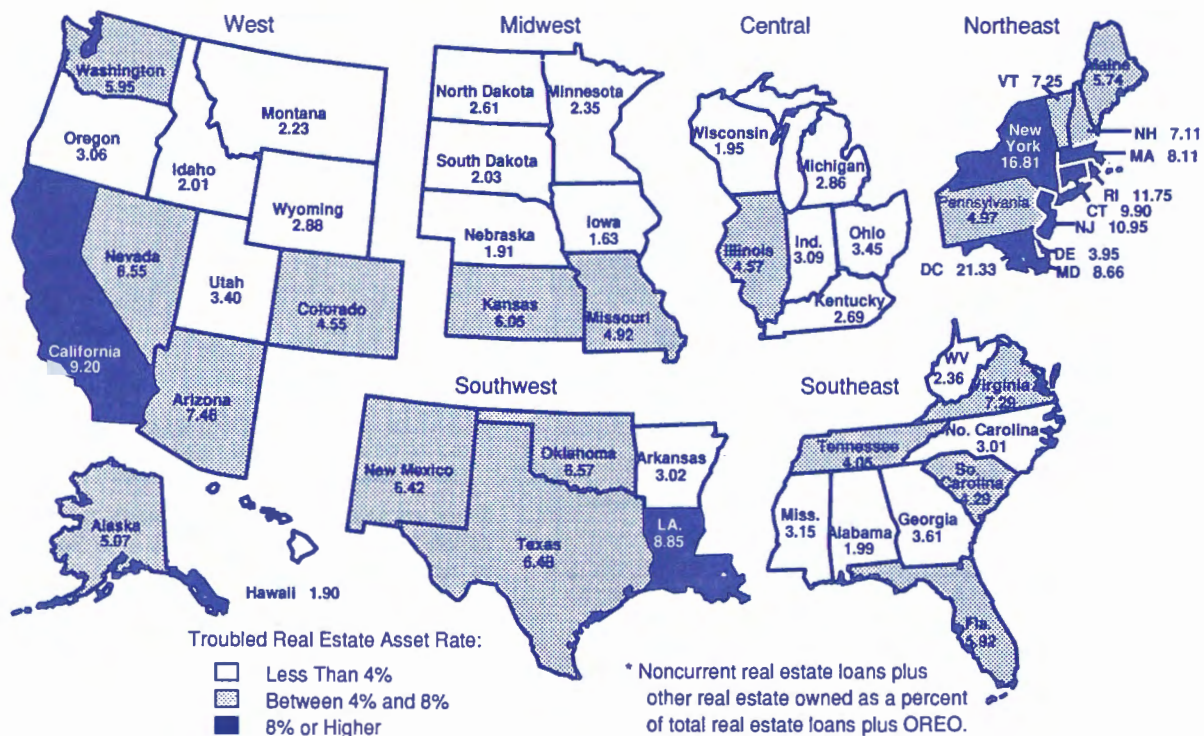 West
Washington
5.95
Oregon
3.06
Montana
2.23
Idaho
2.01
Wyoming
2.88
Nevada
6.55
Utah
3.40
Colorado
4.55
California
9.20
Arizona
7.46
Alaska
5.07
Hawaii 1.90
Midwest
North Dakota
2.61
Minnesota
2.35
South Dakota
2.03
Nebraska
1.91
Iowa
1.63
Kansas
6.05
Missouri
4.92
Central
Wisconsin
1.95
Michigan
2.86
Illinois
4.57
Ind.
3.09
Ohio
3.45
Kentucky
2.69
Northeast
Maine
5.74
VT 7.25
NH 7.11
New
York
16.81
MA 8.11
RI 11.75
Pennsylvania
4.97
CT 9.90
NJ 10.95
DE 3.95
DC 21.33
MD 8.66
Southwest
New Mexico
6.42
Oklahoma
6.57
Arkansas
3.02
Texas
6.48
LA.
8.85
Southeast
WV
2.36
Virginia
7.29
Tennessee
4.05
No. Carolina
3.01
So.
Carolina
4.29
Miss.
3.15
Alabama
1.99
Georgia
3.61
Fla.
Troubled Real Estate Asset Rate:
Less Than 4%
Between 4% and 8%
8% or Higher
* Noncurrent real estate loans plus
other real estate owned as a percent
of total real estate loans plus OREO.